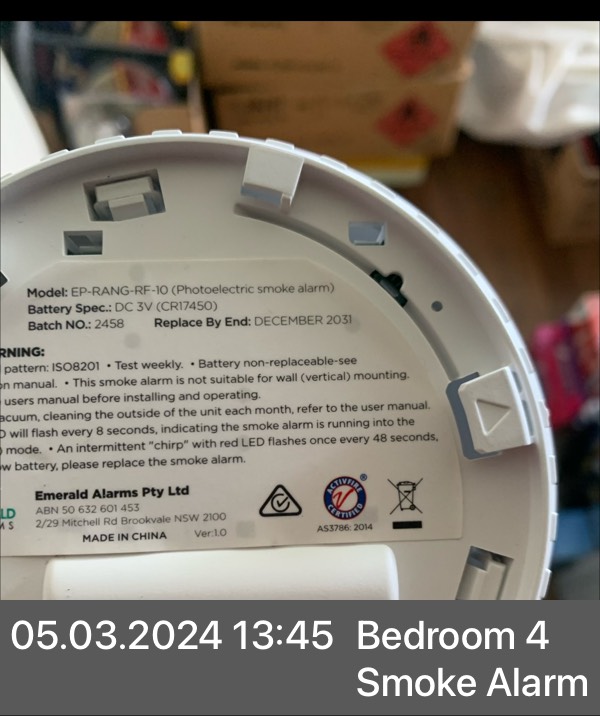 Model: EP-RANG-RF-10 (Photoelectric smoke alarm)
Battery Spec.: DC 3V (CR17450)
Batch NO.: 2458 Replace By End: DECEMBER 2031
RNING:
pattern: ISO8201 • Test weekly. • Battery non-replaceable-see
on manual. • This smoke alarm is not suitable for wall (vertical) mounting.
users manual before installing and operating.
acuum, cleaning the outside of the unit each month, refer to the user manual.
D will flash every 8 seconds, indicating the smoke alarm is running into the
) mode. • An intermittent "chirp" with red LED flashes once every 48 seconds,
w battery, please replace the smoke alarm.
LD
M S
Emerald Alarms Pty Ltd
ABN 50 632 601 453
2/29 Mitchell Rd Brookvale NSW 2100
MADE IN CHINA Ver:1.0
ACTIVFIRE
CERTIFIED
®
AS3786: 2014
05.03.2024 13:45 Bedroom 4
Smoke Alarm